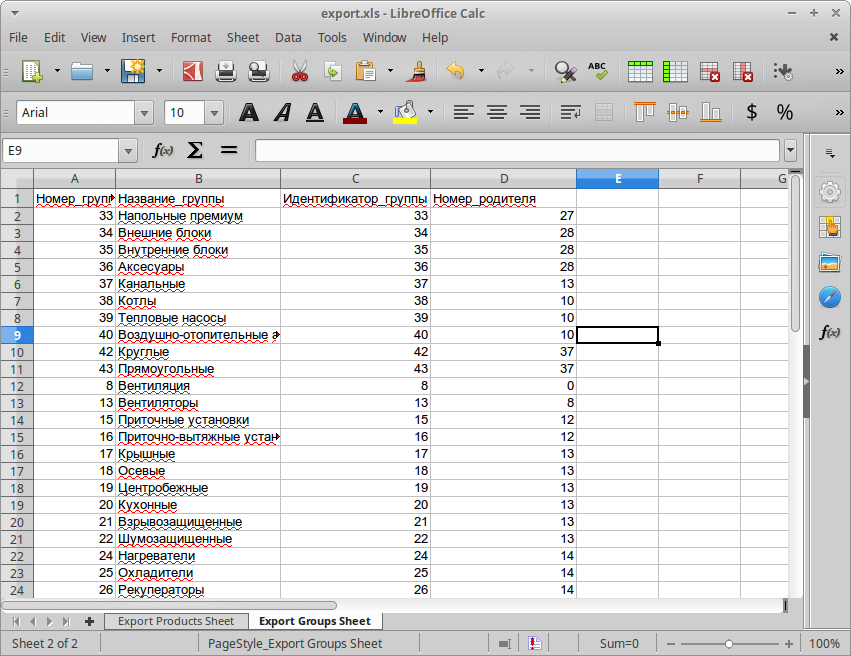 export.xls - LibreOffice Calc
File Edit View Insert Format Sheet Data Tools Window Help
ABC
Arial 10 A A A A $ %
E9 f(x) Σ =
A B C D E F G
1 Номер_групп Название_группы Идентификатор_группы Номер_родителя
2 33 Напольные премиум 33 27
3 34 Внешние блоки 34 28
4 35 Внутренние блоки 35 28
5 36 Аксесуары 36 28
6 37 Канальные 37 13
7 38 Котлы 38 10
8 39 Тепловые насосы 39 10
9 40 Воздушно-отопительные а 40 10
10 42 Круглые 42 37
11 43 Прямоугольные 43 37
12 8 Вентиляция 8 0
13 13 Вентиляторы 13 8
14 15 Приточные установки 15 12
15 16 Приточно-вытяжные устан 16 12
16 17 Крышные 17 13
17 18 Осевые 18 13
18 19 Центробежные 19 13
19 20 Кухонные 20 13
20 21 Взрывозащищенные 21 13
21 22 Шумозащищенные 22 13
22 24 Нагреватели 24 14
23 25 Охладители 25 14
24 26 Рекуператоры 26 14
Export Products Sheet Export Groups Sheet
Sheet 2 of 2 PageStyle_Export Groups Sheet Sum=0 100%